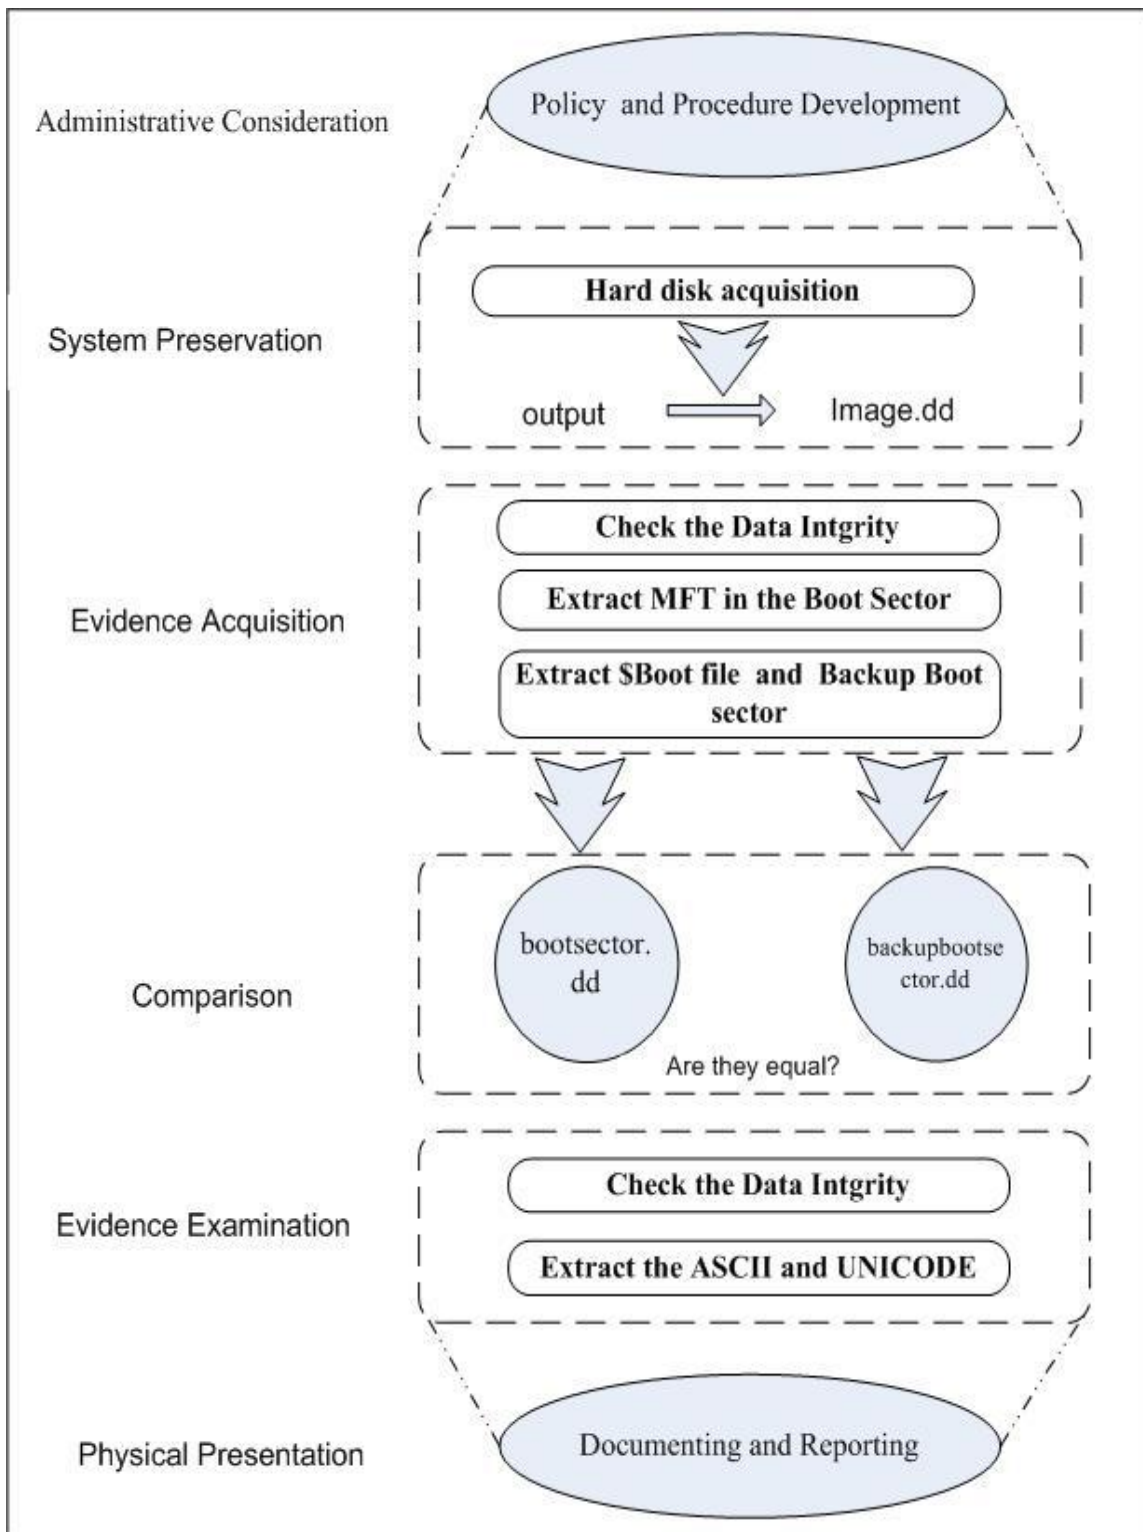 Policy and Procedure Development
Administrative Consideration
Hard disk acquisition
System Preservation
output
Image.dd
Check the Data Intgrity
Extract MFT in the Boot Sector
Evidence Acquisition
Extract $Boot file and Backup Boot
sector
bootsector.
dd
backupbootse
ctor.dd
Comparison
Are they equal?
Check the Data Intgrity
Evidence Examination
Extract the ASCII and UNICODE
Documenting and Reporting
Physical Presentation